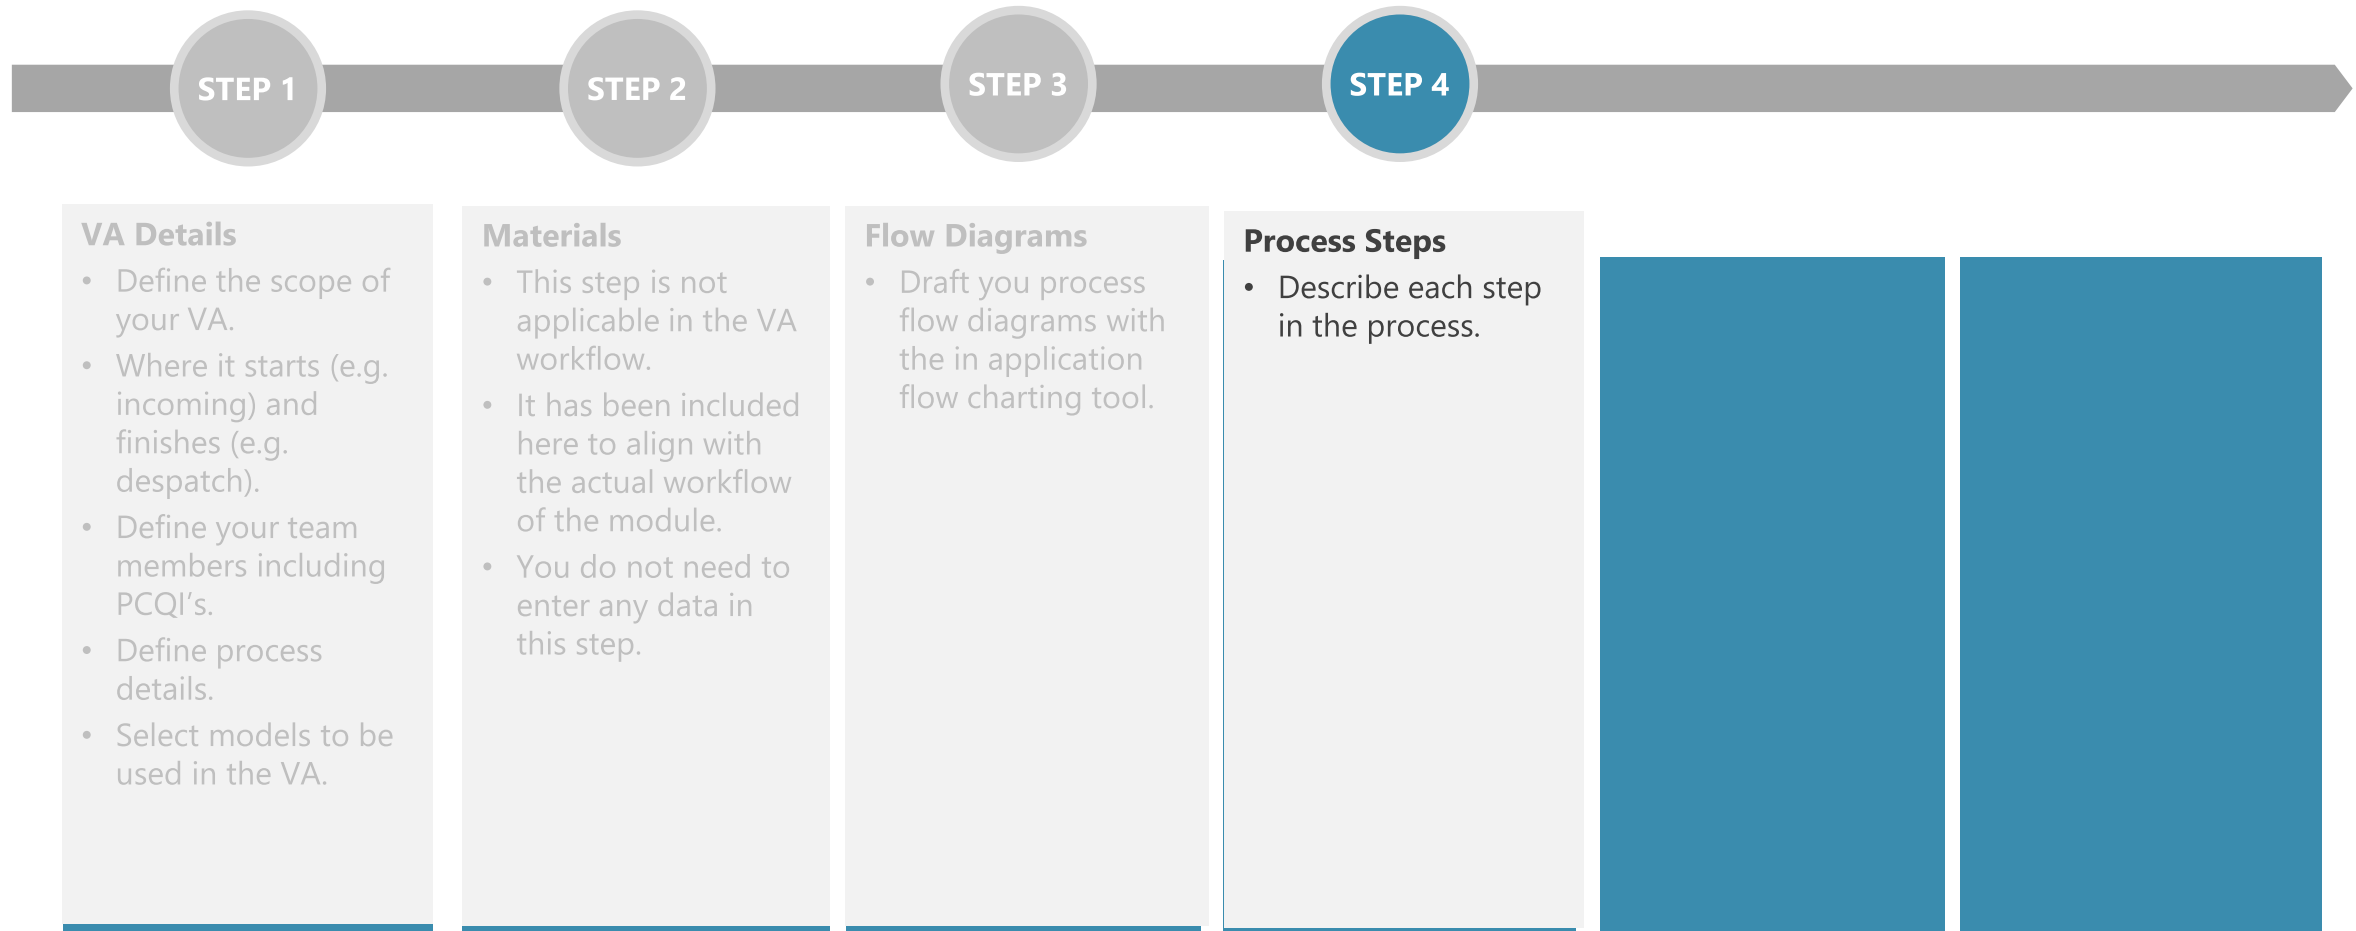 STEP 1
STEP 2
STEP 3
STEP 4
VA Details
• Define the scope of
your VA.
• Where it starts (e.g.
incoming) and
finishes (e.g.
despatch).
• Define your team
members including
PCQI’s.
• Define process
details.
• Select models to be
used in the VA.
Materials
• This step is not
applicable in the VA
workflow.
• It has been included
here to align with
the actual workflow
of the module.
• You do not need to
enter any data in
this step.
Flow Diagrams
• Draft you process
flow diagrams with
the in application
flow charting tool.
Process Steps
• Describe each step
in the process.